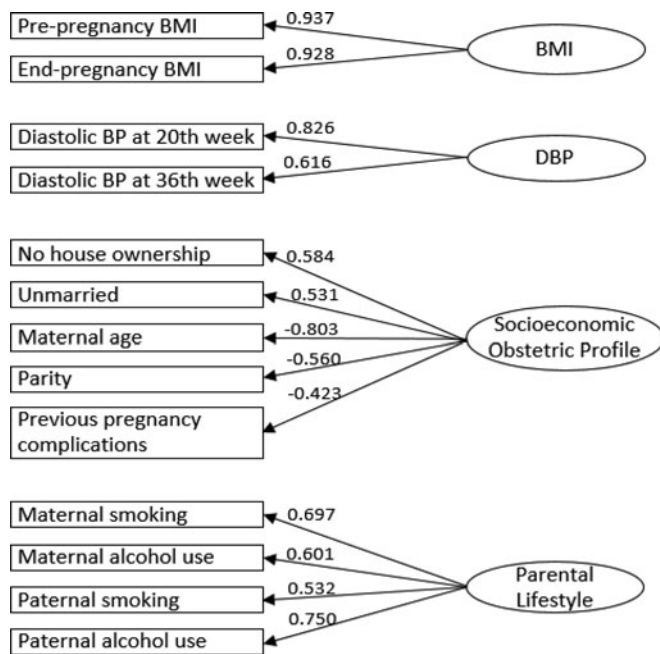 Pre-pregnancy BMI
0.937
End-pregnancy BMI
0.928
BMI
Diastolic BP at 20th week
0.826
Diastolic BP at 36th week
0.616
DBP
No house ownership
0.584
Unmarried
0.531
Maternal age
-0.803
Parity
-0.560
Previous pregnancy
complications
-0.423
Socioeconomic
Obstetric Profile
Maternal smoking
0.697
Maternal alcohol use
0.601
Paternal smoking
0.532
Paternal alcohol use
0.750
Parental
Lifestyle